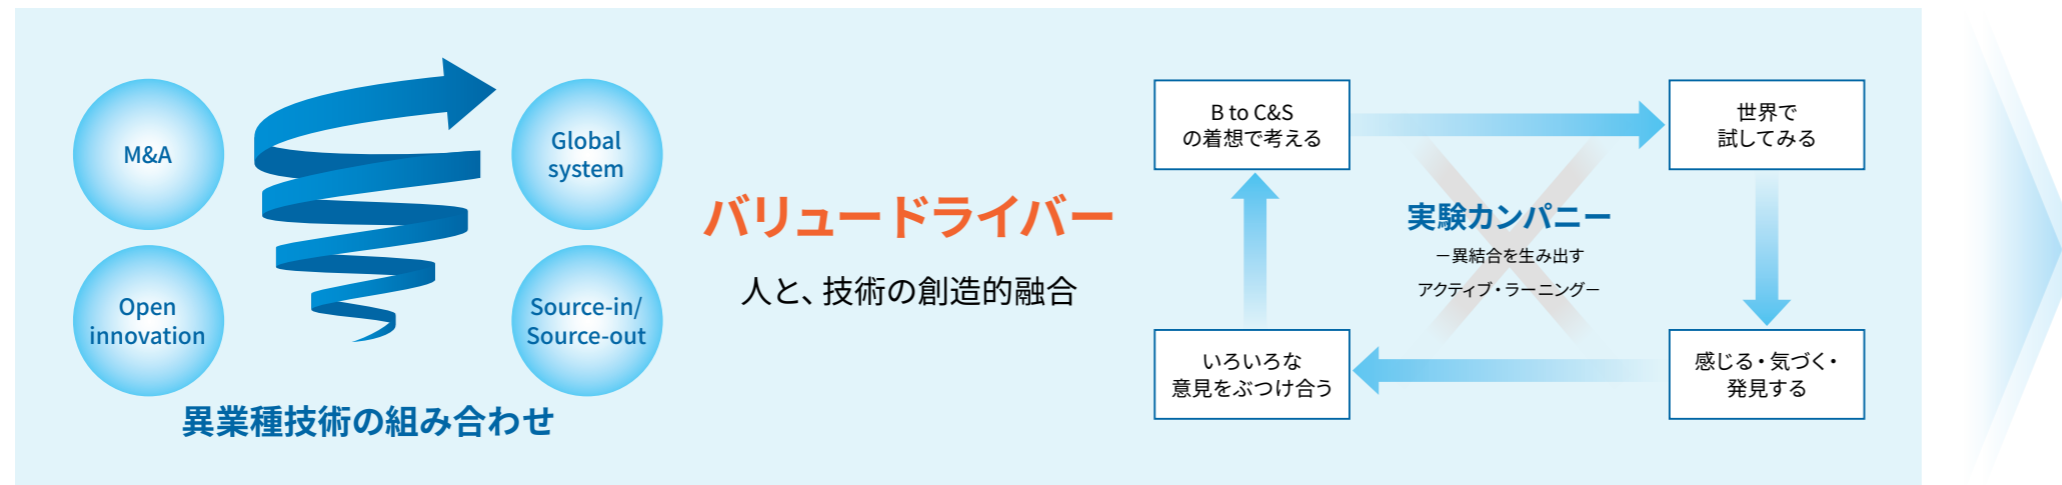 M&A
Global
system
Open
innovation
Source-in/
Source-out
異業種技術の組み合わせ
バリュードライバー
人と、技術の創造的融合
B to C&S
の着想で考える
世界で
試してみる
実験カンパニー
－異結合を生み出す
アクティブ・ラーニング－
いろいろな
意見をぶつけ合う
感じる・気づく・
発見する